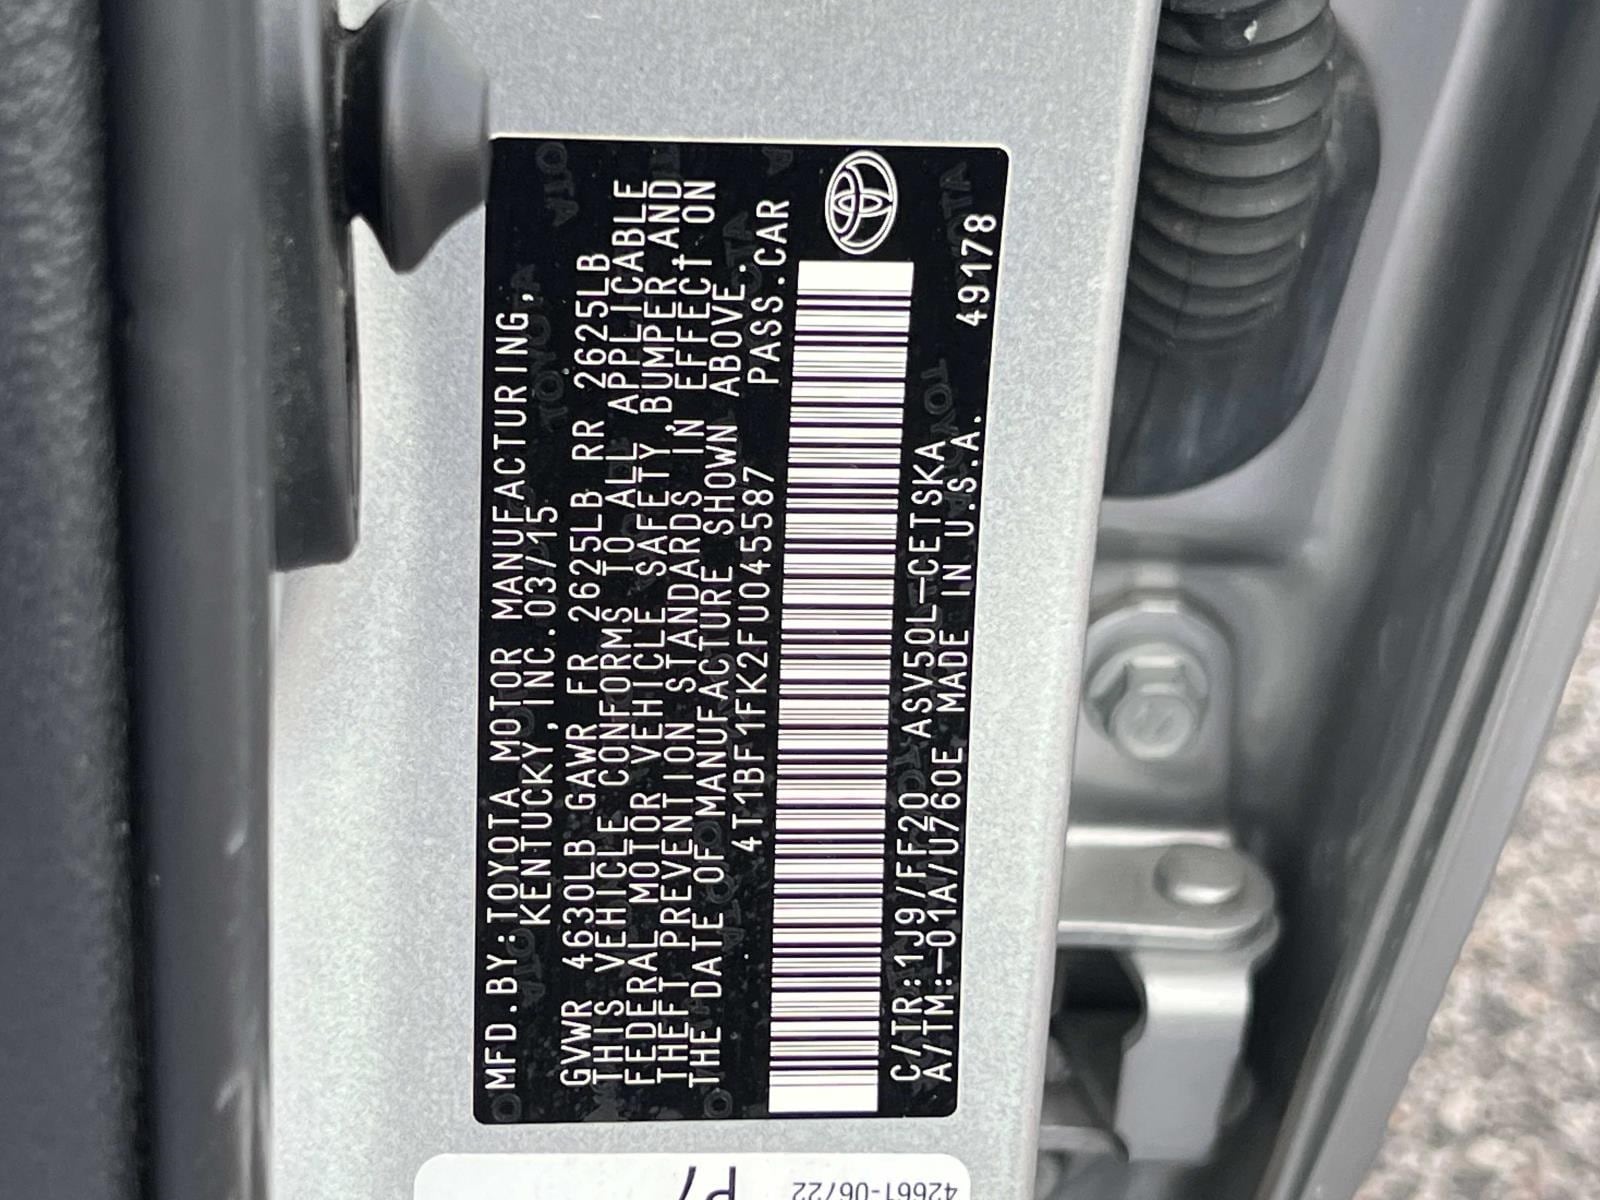 MFD.BY:TOYOTA MOTOR MANUFACTURING,
KENTUCKY,INC.03/15
GVWR 4630LB GAWR FR 2625LB RR 2625LB
THIS VEHICLE CONFORMS TO ALL APPLICABLE
FEDERAL MOTOR VEHICLE SAFETY, BUMPER, AND
THEFT PREVENTION STANDARDS IN EFFECT ON
THE DATE OF MANUFACTURE SHOWN ABOVE.
4T1BF1FK2FU045587 PASS.CAR
C/TR:1J9/FF20 ASV50L-CETSKA
A/TM:-01A/U760E MADE IN U.S.A. 49178
42661-06722